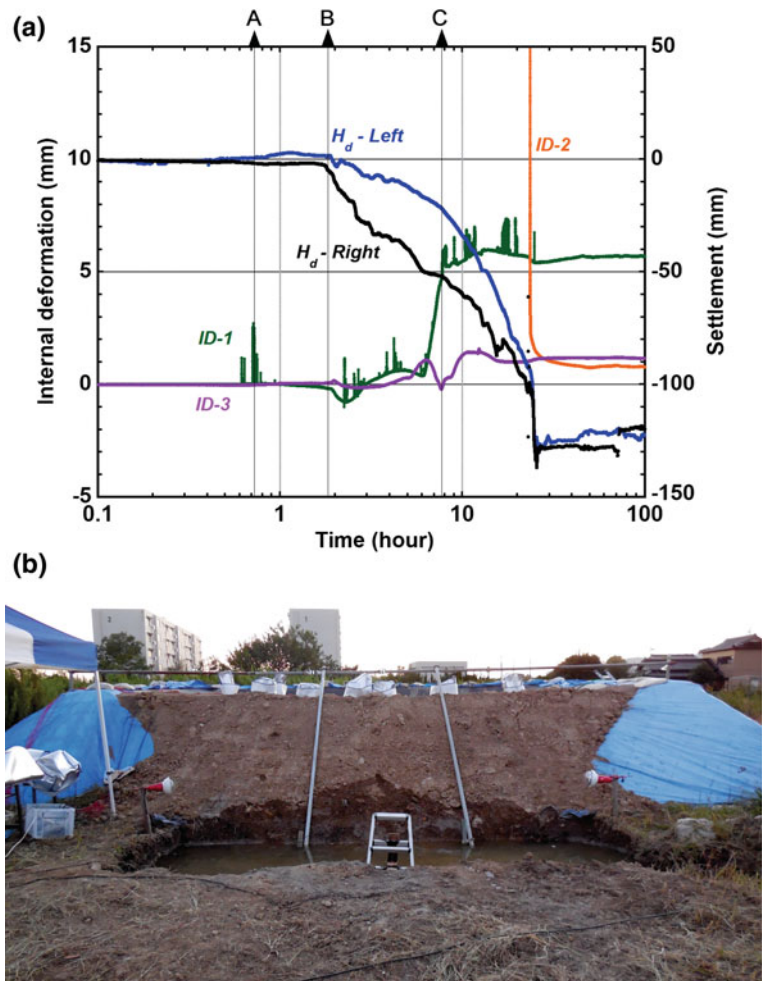 (a)
A
B
C
15
10
5
0
-5
50
0
-50
-100
-150
Internal deformation (mm)
Settlement (mm)
H_d - Left
H_d - Right
ID-1
ID-2
ID-3
0.1
1
10
100
Time (hour)
(b)